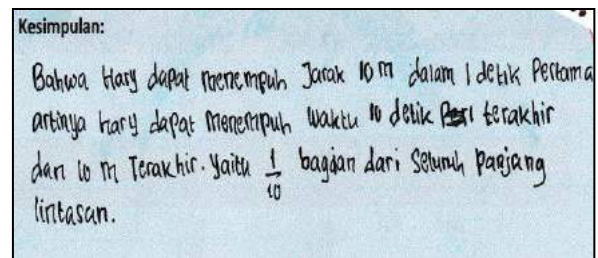 Kesimpulan:
Bahwa Hary dapat menempuh Jarak 10 m dalam 1 detik Pertama
artinya hary dapat menempuh waktu 10 detik terakhir
dan 10 m Terakhir. Yaitu 1/10 bagian dari Seluruh Panjang
lintasan.